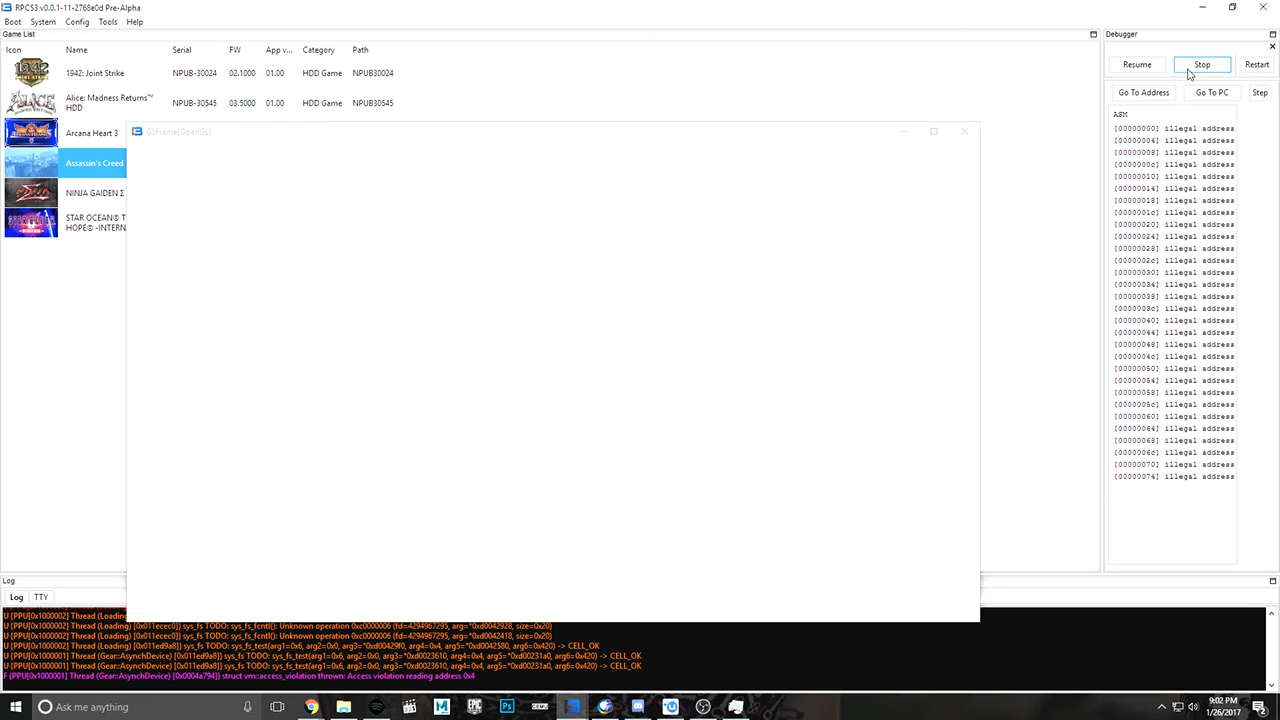 RPCS3 v0.0.1-11-2768e0d Pre-Alpha
Boot System Config Tools Help
Game List
Debugger
Icon Name Serial FW App v... Category Path
Resume Stop Restart
1942: Joint Strike NPUB-30024 02.1000 01.00 HDD Game NPUB30024
Go To Address Go To PC Step
Alice: Madness Returns™ HDD NPUB-30545 03.5000 01.00 HDD Game NPUB30545
Arcana Heart 3
GSFrame[OpenGL]
Assassin's Creed
NINJA GAIDEN Σ
STAR OCEAN® T
HOPE® -INTERN
ASM
[00000000] illegal address
[00000004] illegal address
[00000008] illegal address
[0000000c] illegal address
[00000010] illegal address
[00000014] illegal address
[00000018] illegal address
[0000001c] illegal address
[00000020] illegal address
[00000024] illegal address
[00000028] illegal address
[0000002c] illegal address
[00000030] illegal address
[00000034] illegal address
[00000038] illegal address
[0000003c] illegal address
[00000040] illegal address
[00000044] illegal address
[00000048] illegal address
[0000004c] illegal address
[00000050] illegal address
[00000054] illegal address
[00000058] illegal address
[0000005c] illegal address
[00000060] illegal address
[00000064] illegal address
[00000068] illegal address
[0000006c] illegal address
[00000070] illegal address
[00000074] illegal address
Log
Log TTY
U {PPU[0x1000002] Thread (Loading)
U {PPU[0x1000002] Thread (Loading) [0x011ecec0]} sys_fs TODO: sys_fs_fcntl(): Unknown operation 0xc0000006 (fd=4294967295, arg=*0xd0042928, size=0x20)
U {PPU[0x1000002] Thread (Loading) [0x011ecec0]} sys_fs TODO: sys_fs_fcntl(): Unknown operation 0xc0000006 (fd=4294967295, arg=*0xd0042418, size=0x20)
U {PPU[0x1000002] Thread (Loading) [0x011ed9a8]} sys_fs TODO: sys_fs_test(arg1=0x6, arg2=0x0, arg3=*0xd00429f0, arg4=0x4, arg5=*0xd0042580, arg6=0x420) -> CELL_OK
U {PPU[0x1000001] Thread (Gear::AsynchDevice) [0x011ed9a8]} sys_fs TODO: sys_fs_test(arg1=0x6, arg2=0x0, arg3=*0xd0023610, arg4=0x4, arg5=*0xd00231a0, arg6=0x420) -> CELL_OK
U {PPU[0x1000001] Thread (Gear::AsynchDevice) [0x011ed9a8]} sys_fs TODO: sys_fs_test(arg1=0x6, arg2=0x0, arg3=*0xd0023610, arg4=0x4, arg5=*0xd00231a0, arg6=0x420) -> CELL_OK
F {PPU[0x1000001] Thread (Gear::AsynchDevice) [0x0004a794]} struct vm::access_violation thrown: Access violation reading address 0x4
Ask me anything
9:02 PM
1/26/2017